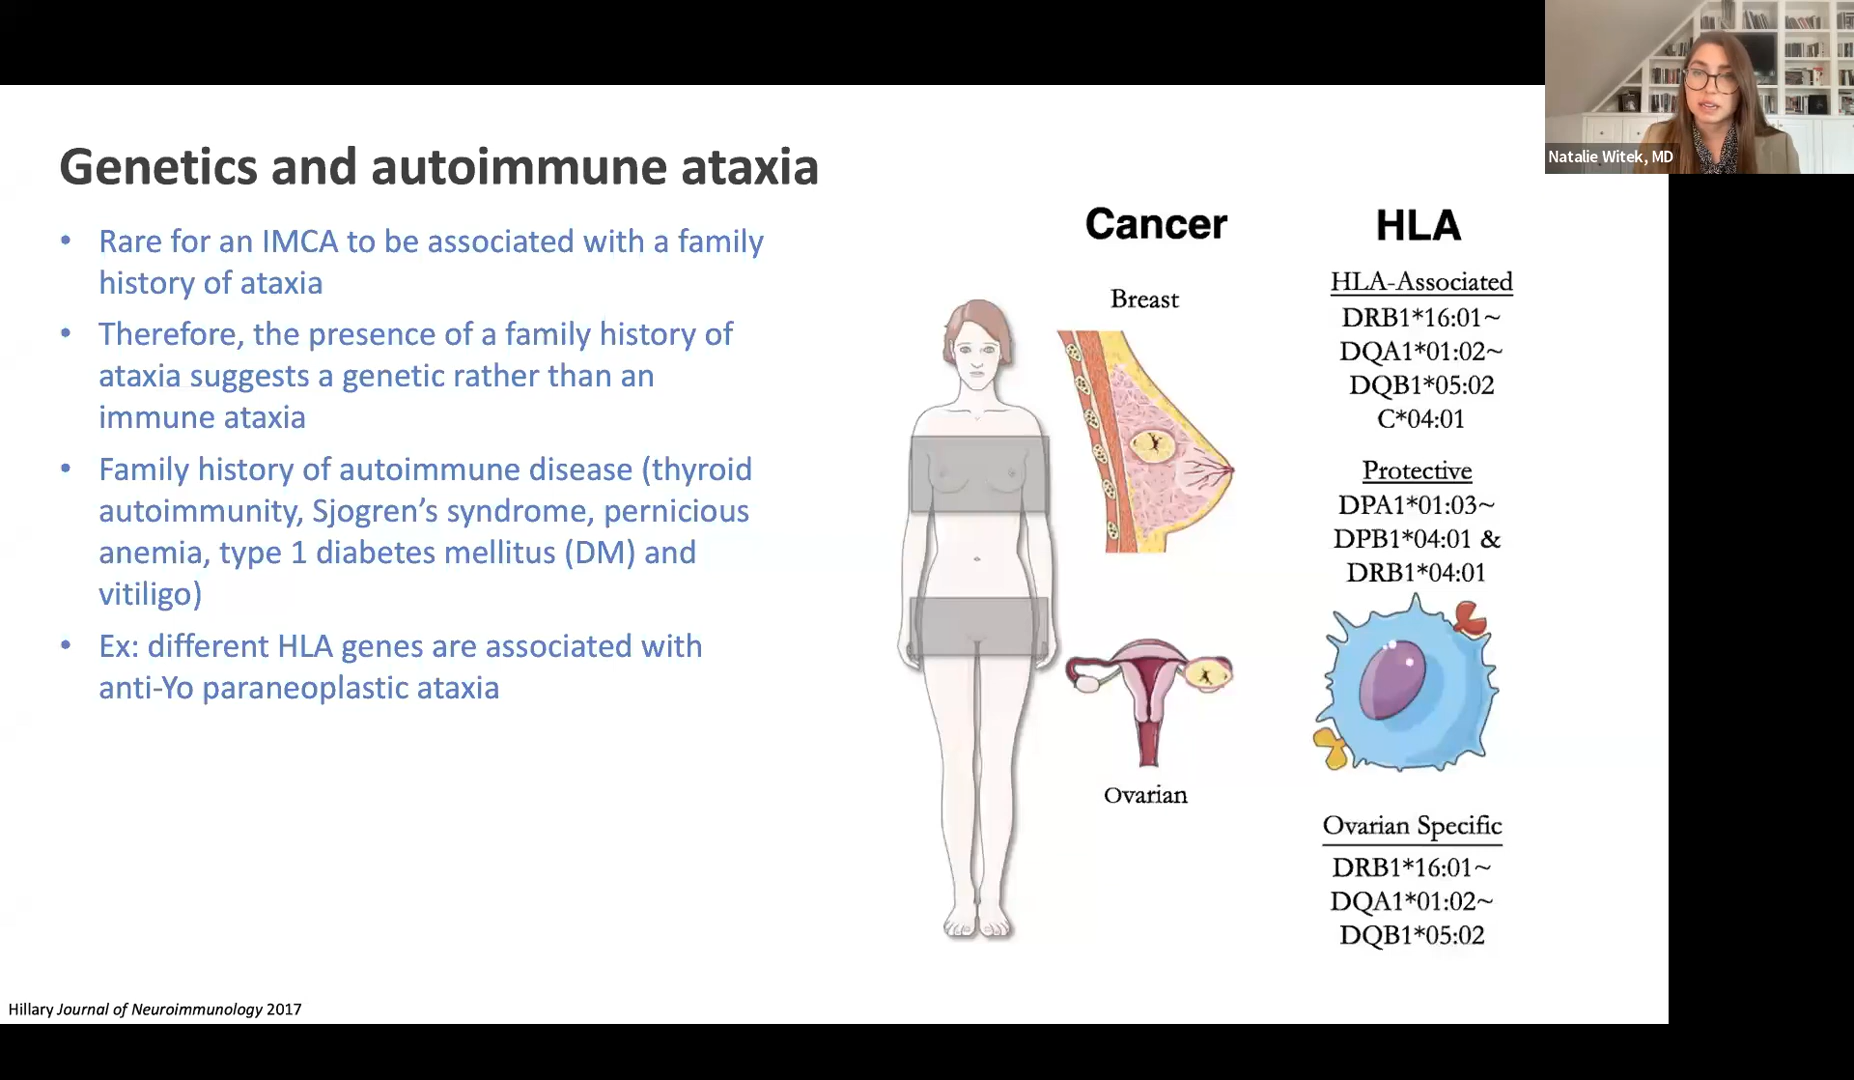 Natalie Witek, MD
Genetics and autoimmune ataxia
• Rare for an IMCA to be associated with a family
history of ataxia
• Therefore, the presence of a family history of
ataxia suggests a genetic rather than an
immune ataxia
• Family history of autoimmune disease (thyroid
autoimmunity, Sjogren’s syndrome, pernicious
anemia, type 1 diabetes mellitus (DM) and
vitiligo)
• Ex: different HLA genes are associated with
anti-Yo paraneoplastic ataxia
Cancer
Breast
Ovarian
HLA
HLA-Associated
DRB1*16:01~
DQA1*01:02~
DQB1*05:02
C*04:01
Protective
DPA1*01:03~
DPB1*04:01 &
DRB1*04:01
Ovarian Specific
DRB1*16:01~
DQA1*01:02~
DQB1*05:02
Hillary Journal of Neuroimmunology 2017